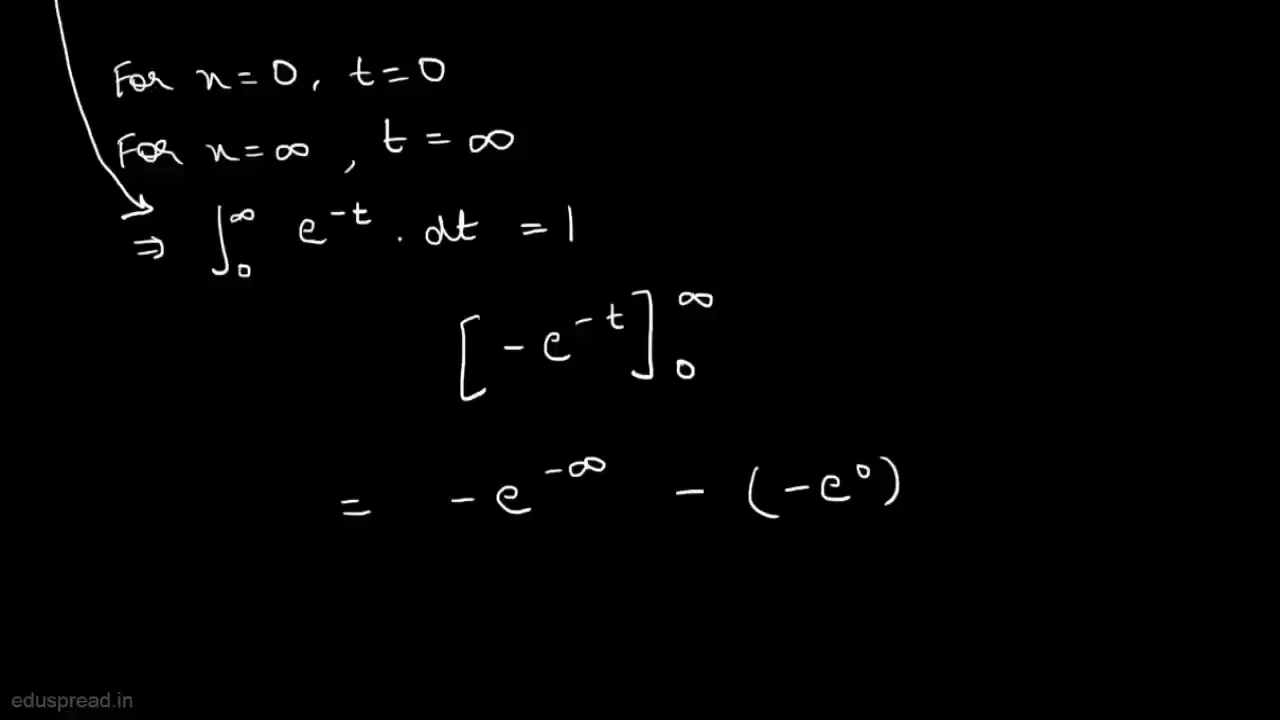 For x = 0, t = 0
For x = ∞, t = ∞
⇒ ∫₀^∞ e^{-t} . dt = 1
[-e^{-t}]₀^∞
= -e^{-∞} - (-e⁰)
eduspread.in